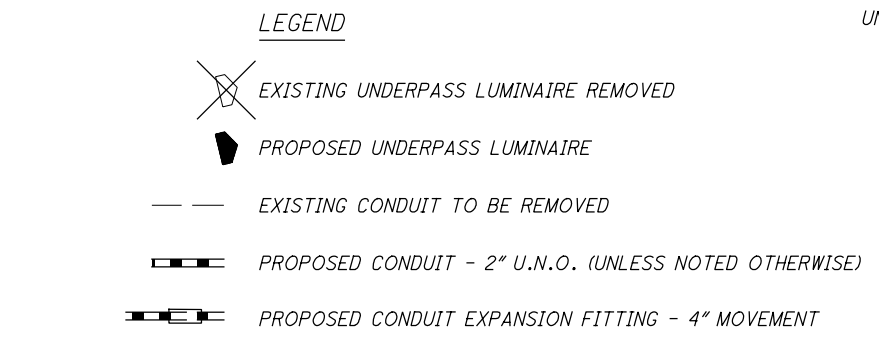 LEGEND
UN
EXISTING UNDERPASS LUMINAIRE REMOVED
PROPOSED UNDERPASS LUMINAIRE
EXISTING CONDUIT TO BE REMOVED
PROPOSED CONDUIT - 2" U.N.O. (UNLESS NOTED OTHERWISE)
PROPOSED CONDUIT EXPANSION FITTING - 4" MOVEMENT